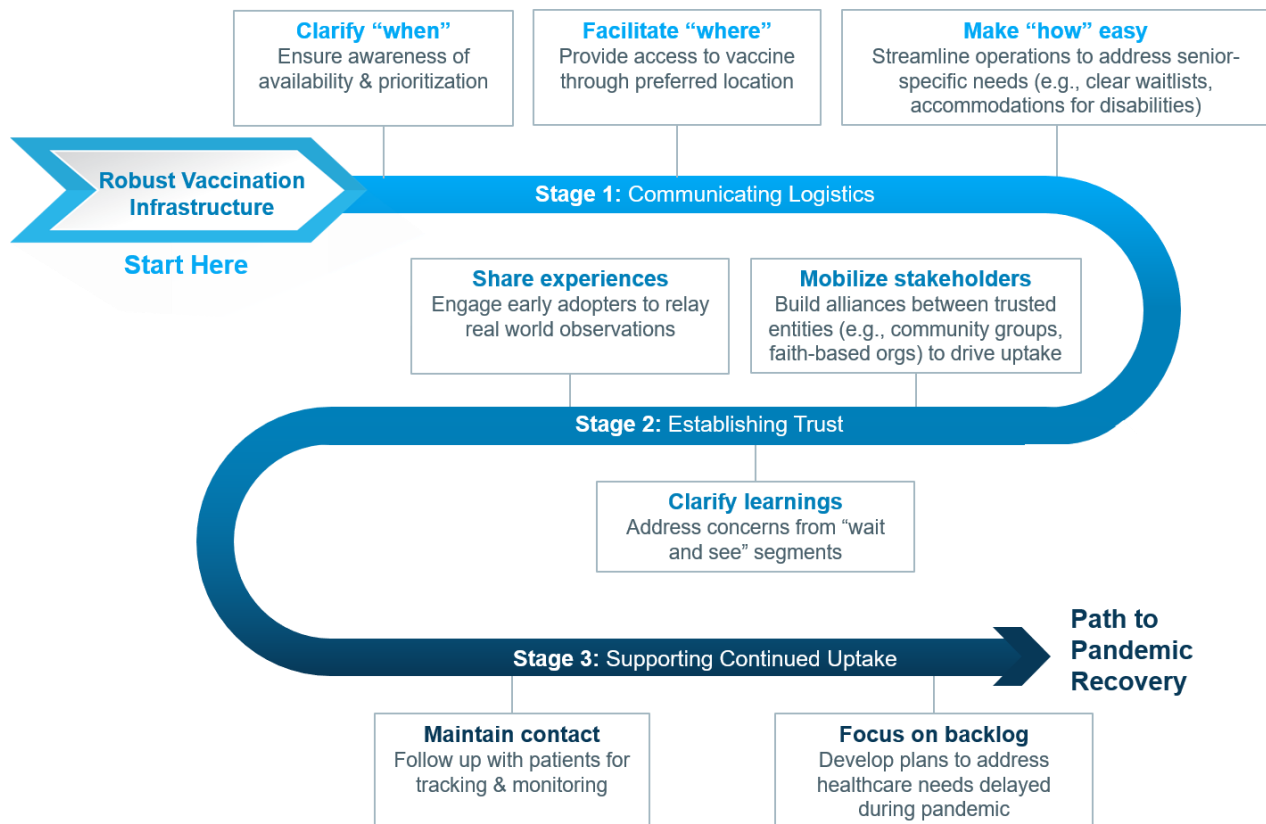 Clarify “when”
Ensure awareness of
availability & prioritization
Facilitate “where”
Provide access to vaccine
through preferred location
Make “how” easy
Streamline operations to address senior-
specific needs (e.g., clear waitlists,
accommodations for disabilities)
Robust Vaccination
Infrastructure
Start Here
Stage 1: Communicating Logistics
Share experiences
Engage early adopters to relay
real world observations
Mobilize stakeholders
Build alliances between trusted
entities (e.g., community groups,
faith-based orgs) to drive uptake
Stage 2: Establishing Trust
Clarify learnings
Address concerns from “wait
and see” segments
Stage 3: Supporting Continued Uptake
Path to
Pandemic
Recovery
Maintain contact
Follow up with patients for
tracking & monitoring
Focus on backlog
Develop plans to address
healthcare needs delayed
during pandemic